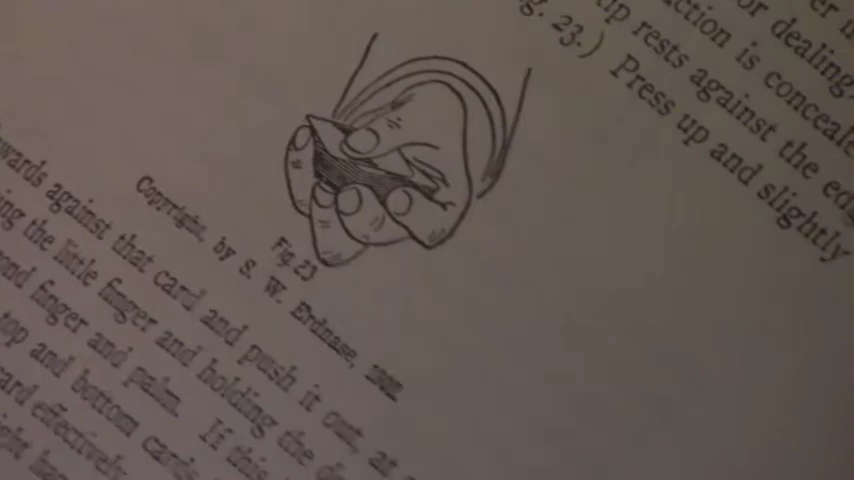 or dealing.
ction is conceale
up rests against the ed
g. 23.) Press up and slightly
Fig. 23
Copyright, by S. W. Erdnase,
wards against that card and push it out,
ing the little finger and holding the
ond finger and palm. If this
top and bottom cards
card effectively